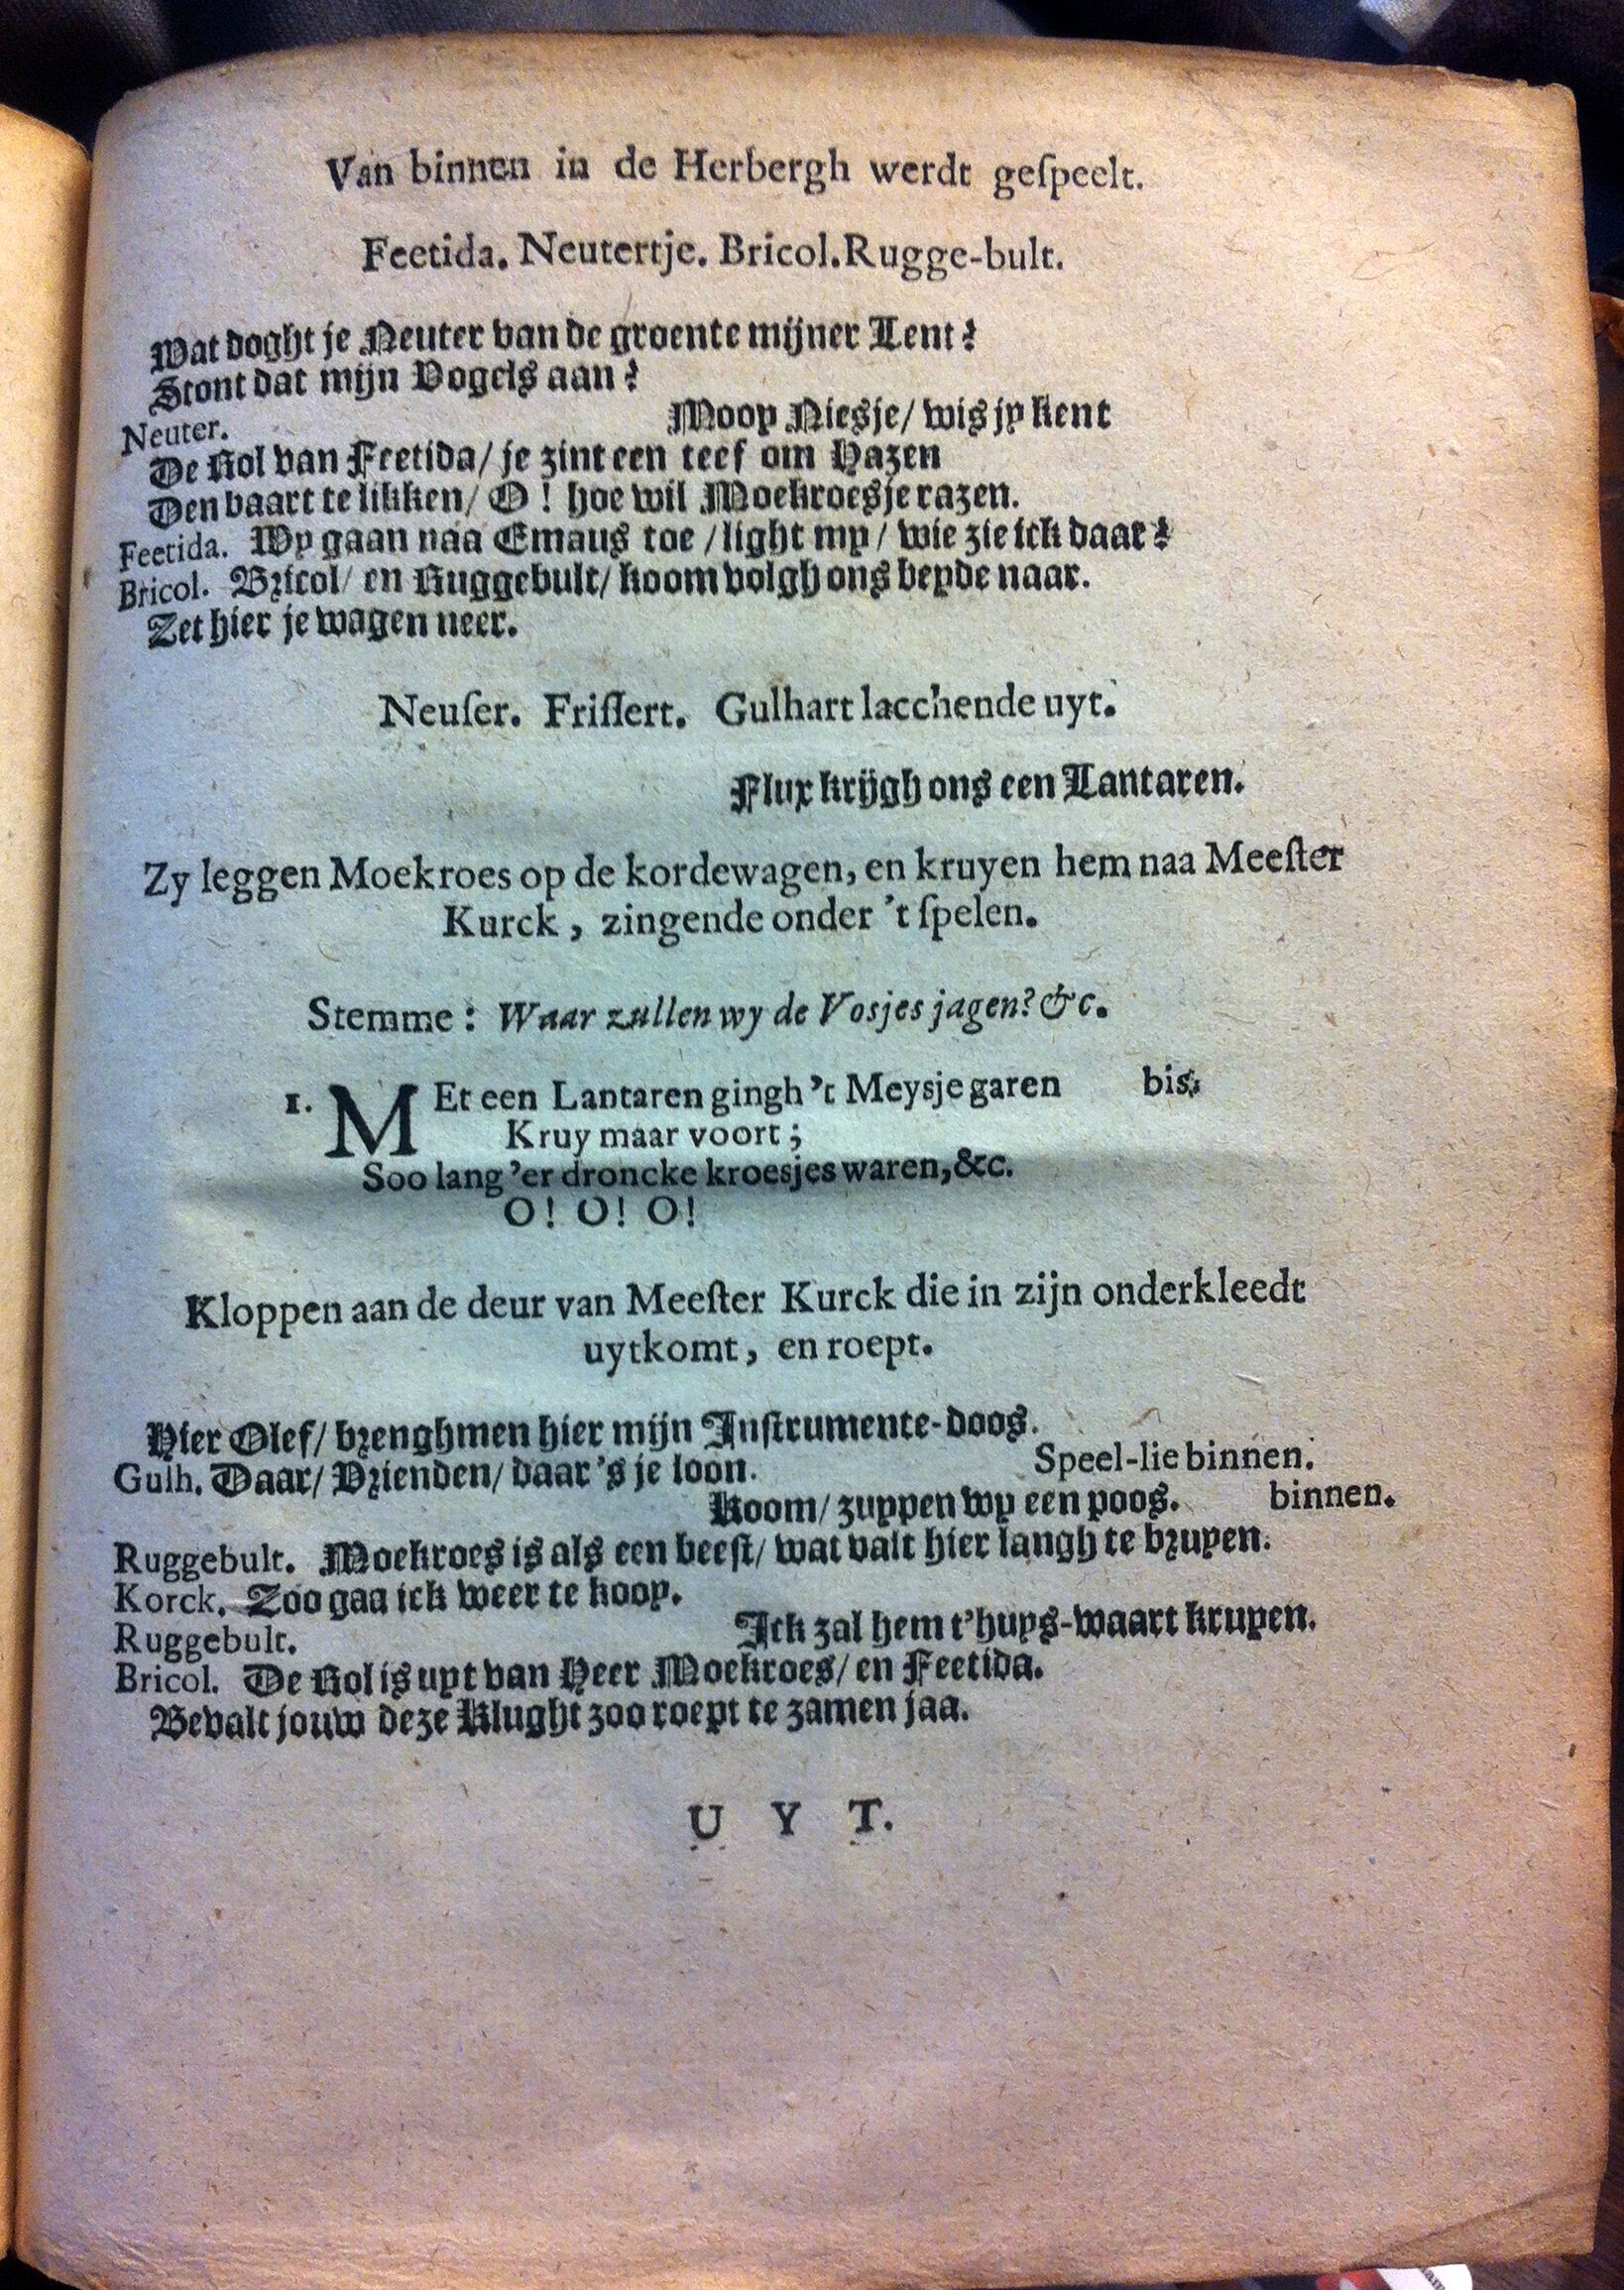 Van binnen in de Herbergh werdt geſpeelt.
Feetida. Neutertje. Bricol. Rugge-bult.
Wat doght je Neuter van de groente mijner Lent?
Stont dat mijn Vogels aan?
Neuter. Mooy Niesje/ wis jy kent
De Rol van Feetida/ je zint een teef om Hazen
Den baart te likken/ O! hoe wil Moekroesje razen.
Feetida. Wy gaan naa Emaus toe / light my / wie zie ick daar?
Bricol. Bricol/ en Ruggebult/ koom volgh ons beyde naar.
Zet hier je wagen neer.
Neuſer. Friſſert. Gulhart lacchende uyt.
Flux krijgh ons een Lantaren.
Zy leggen Moekroes op de kordewagen, en kruyen hem naa Meeſter
Kurck, zingende onder 't ſpelen.
Stemme: Waar zullen wy de Vosjes jagen? &c.
1. MEt een Lantaren gingh 't Meysje garen bis.
Kruy maar voort;
Soo lang 'er droncke kroesjes waren, &c.
O! O! O!
Kloppen aan de deur van Meeſter Kurck die in zijn onderkleedt
uytkomt, en roept.
Hier Olef/ brenghmen hier mijn Inſtrumente-doos.
Gulh. Daar/ Vrienden/ daar's je loon. Speel-lie binnen.
Koom/ zuppen wy een poos. binnen.
Ruggebult. Moekroes is als een beeſt/ wat valt hier langh te bruyen.
Korck. Zoo gaa ick weer te kooy.
Ruggebult. Ick zal hem t'huys-waart kruyen.
Bricol. De Rol is uyt van Heer Moekroes/ en Feetida.
Bevalt jouw deze Klught zoo roept te zamen jaa.
UYT.